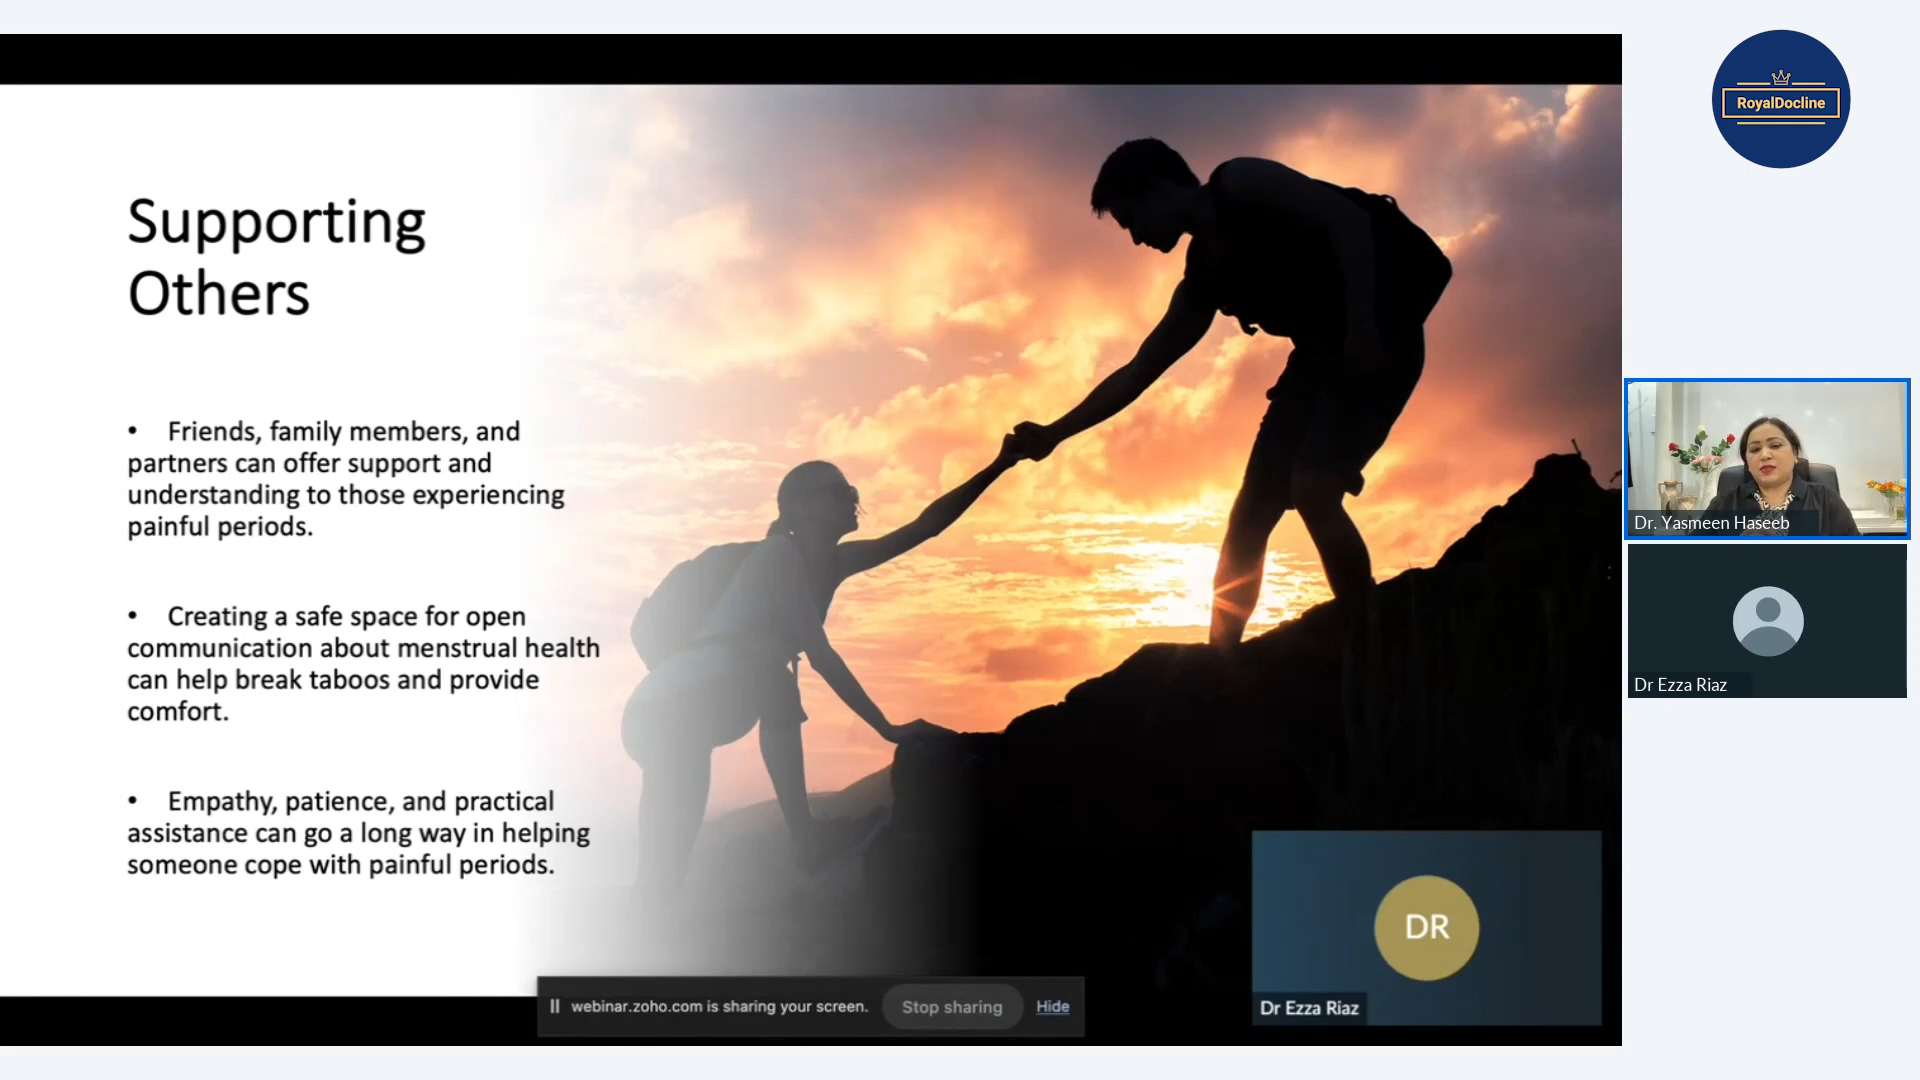 Supporting
Others
• Friends, family members, and
partners can offer support and
understanding to those experiencing
painful periods.
• Creating a safe space for open
communication about menstrual health
can help break taboos and provide
comfort.
• Empathy, patience, and practical
assistance can go a long way in helping
someone cope with painful periods.
webinar.zoho.com is sharing your screen. Stop sharing Hide
DR
Dr Ezza Riaz
RoyalDocline
Dr. Yasmeen Haseeb
Dr Ezza Riaz